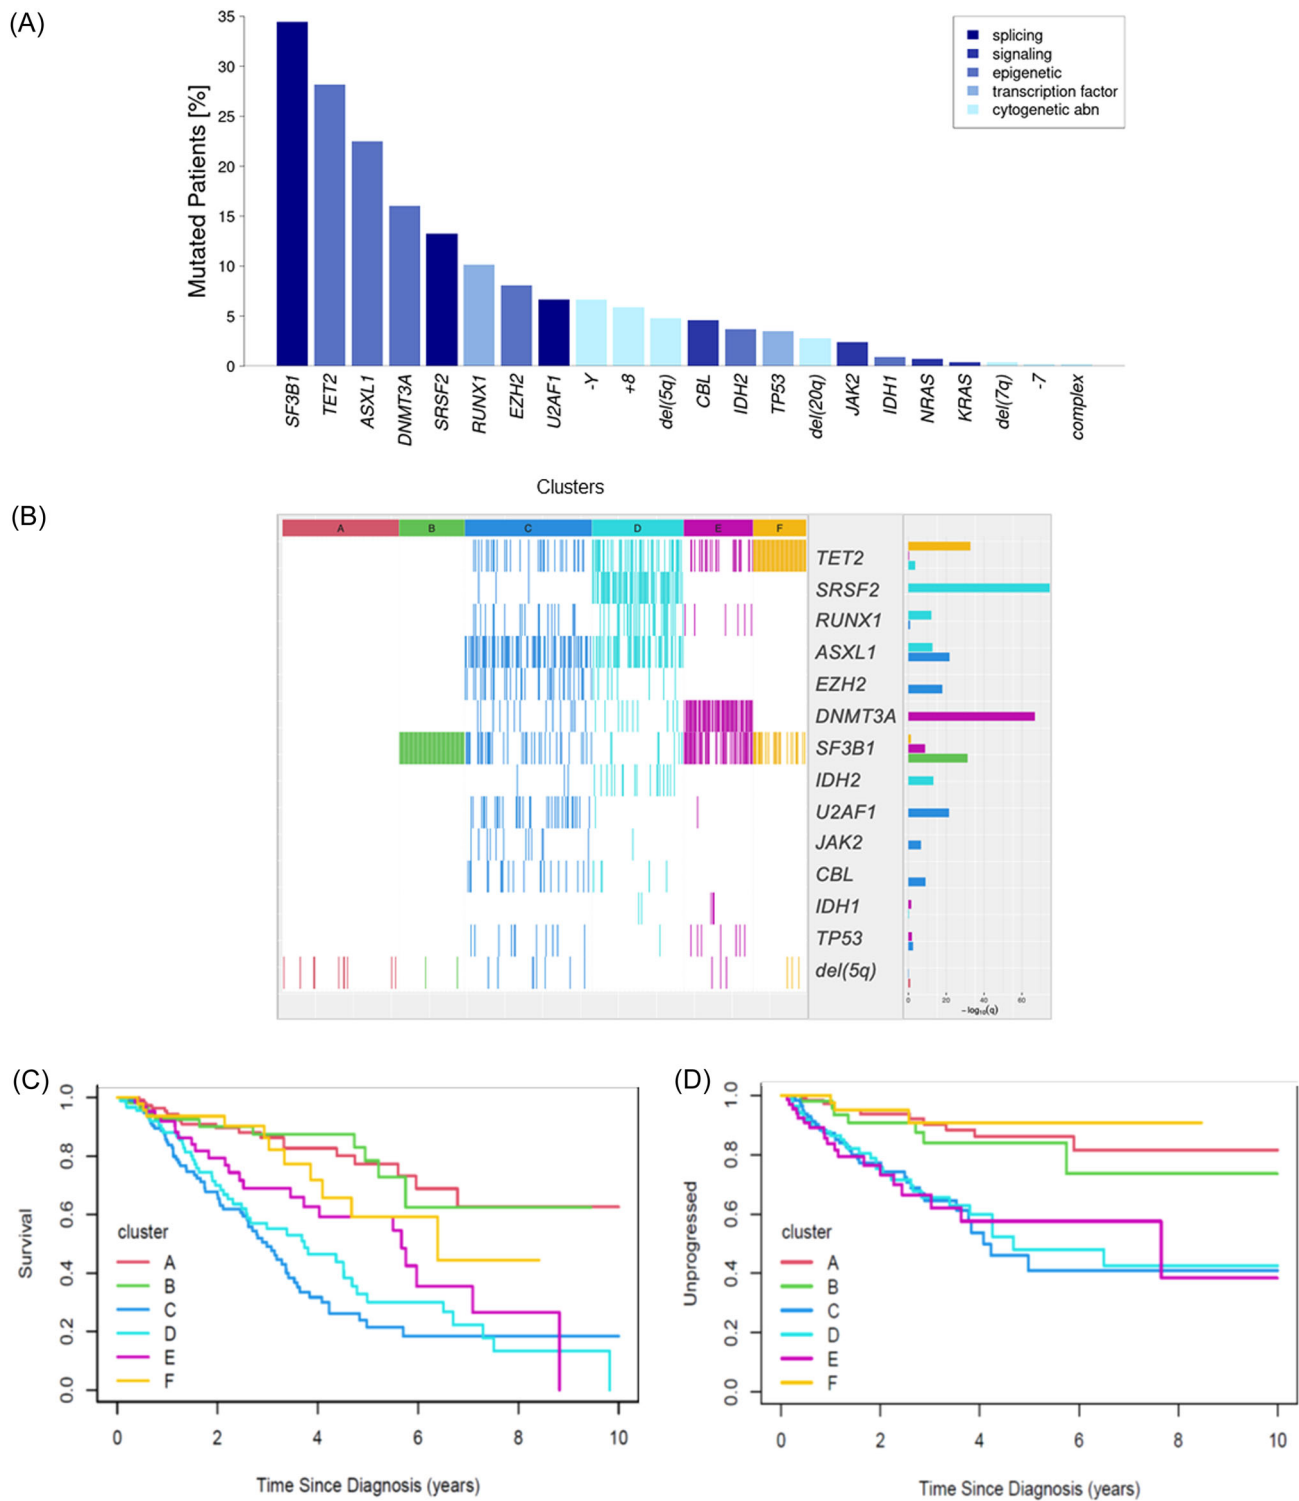 (A)
Mutated Patients [%]
35
30
25
20
15
10
5
0
splicing
signaling
epigenetic
transcription factor
cytogenetic abn
SF3B1 TET2 ASXL1 DNMT3A SRSF2 RUNX1 EZH2 U2AF1 -Y +8 del(5q) CBL IDH2 TP53 del(20q) JAK2 IDH1 NRAS KRAS del(7q) -7 complex
(B)
Clusters
A B C D E F
TET2
SRSF2
RUNX1
ASXL1
EZH2
DNMT3A
SF3B1
IDH2
U2AF1
JAK2
CBL
IDH1
TP53
del(5q)
0 20 40 60
−log10(q)
(C)
Survival
1.0
0.8
0.6
0.4
0.2
0.0
cluster
A
B
C
D
E
F
0 2 4 6 8 10
Time Since Diagnosis (years)
(D)
Unprogressed
1.0
0.8
0.6
0.4
0.2
0.0
cluster
A
B
C
D
E
F
0 2 4 6 8 10
Time Since Diagnosis (years)